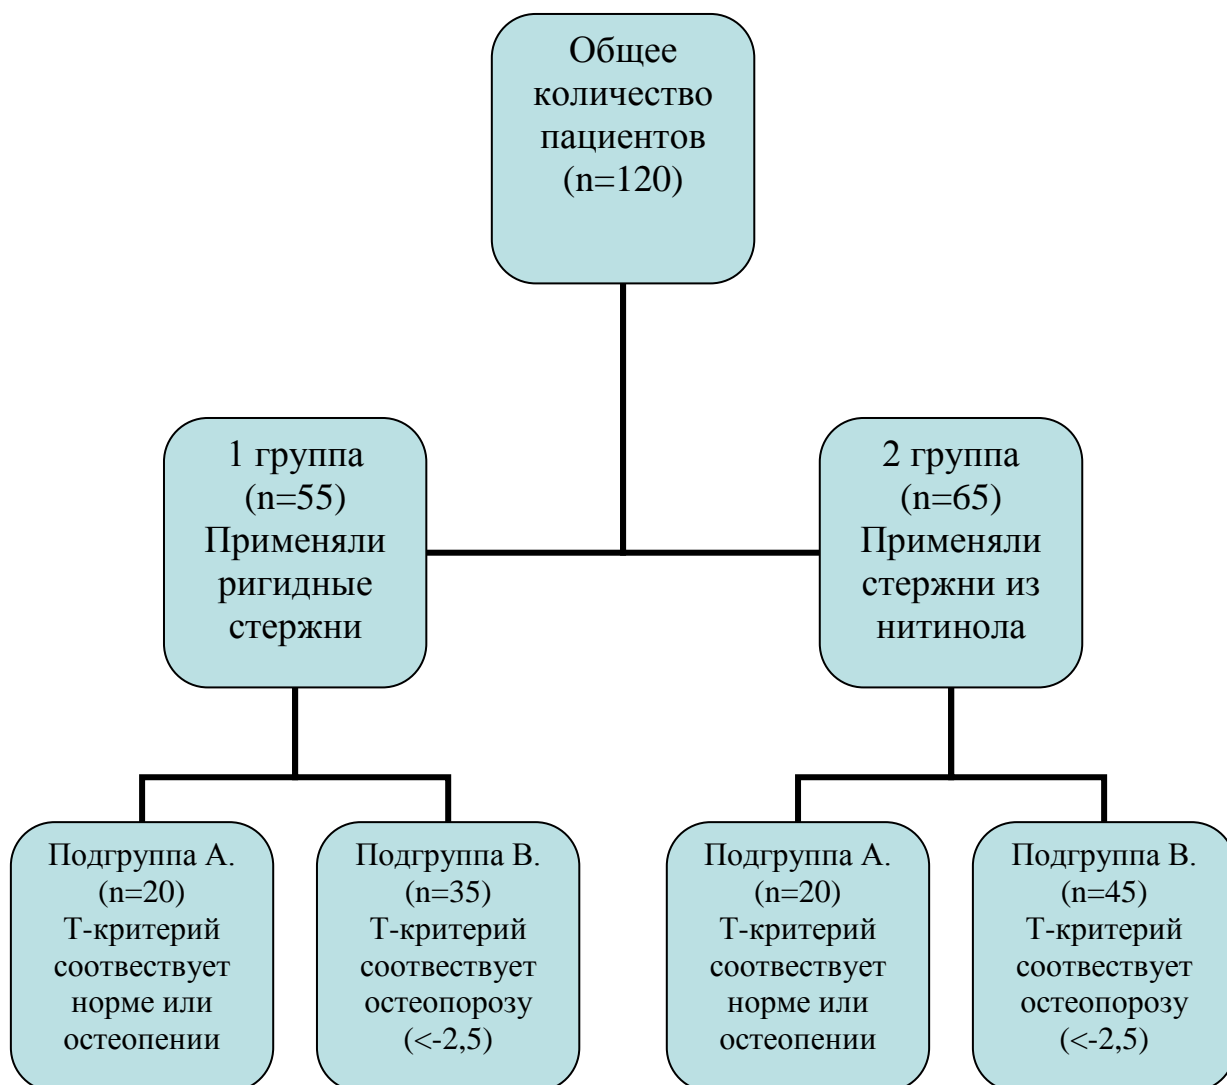 Общее
количество
пациентов
(n=120)
1 группа
(n=55)
Применяли
ригидные
стержни
2 группа
(n=65)
Применяли
стержни из
нитинола
Подгруппа А.
(n=20)
Т-критерий
соотвествует
норме или
остеопении
Подгруппа В.
(n=35)
Т-критерий
соотвествует
остеопорозу
(<-2,5)
Подгруппа А.
(n=20)
Т-критерий
соотвествует
норме или
остеопении
Подгруппа В.
(n=45)
Т-критерий
соотвествует
остеопорозу
(<-2,5)